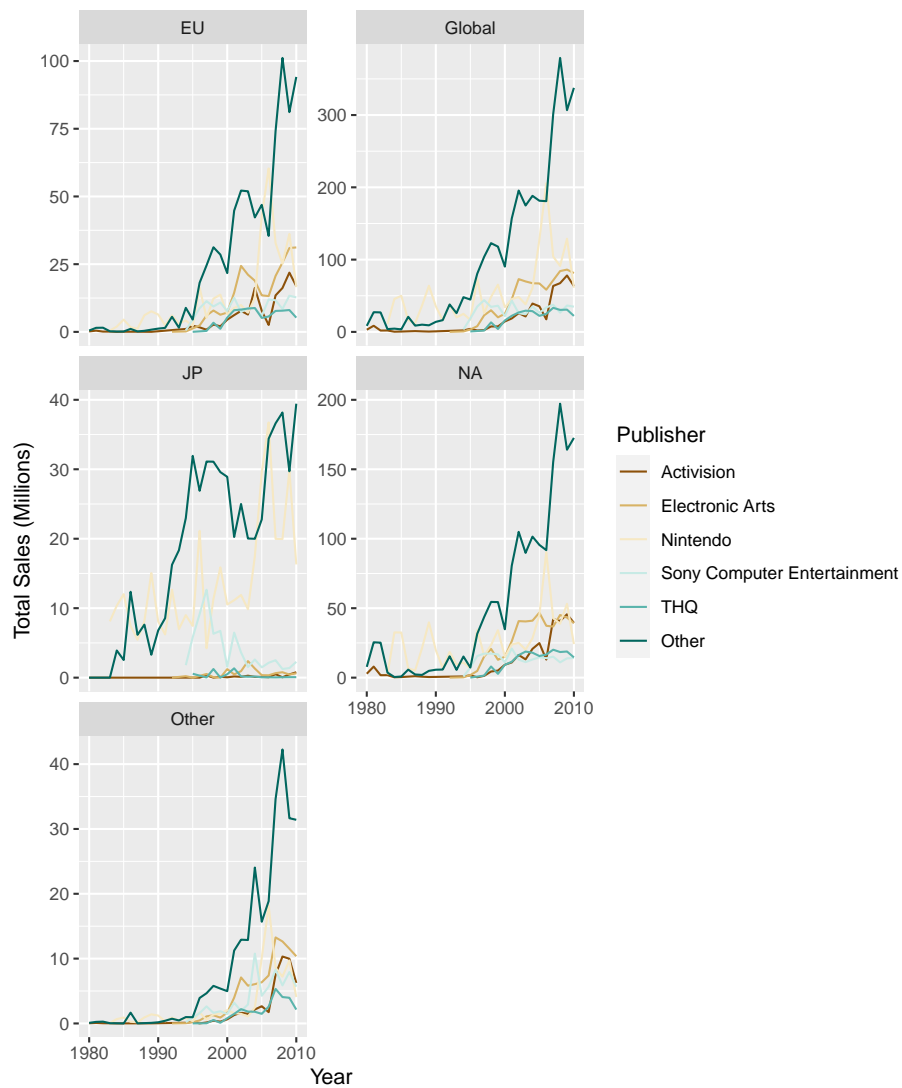 EU
Global
100
75
50
25
0
300
200
100
0
JP
NA
40
30
20
10
0
200
150
100
50
0
1980
1990
2000
2010
Other
40
30
20
10
0
1980
1990
2000
2010
Year
Total Sales (Millions)
Publisher
Activision
Electronic Arts
Nintendo
Sony Computer Entertainment
THQ
Other